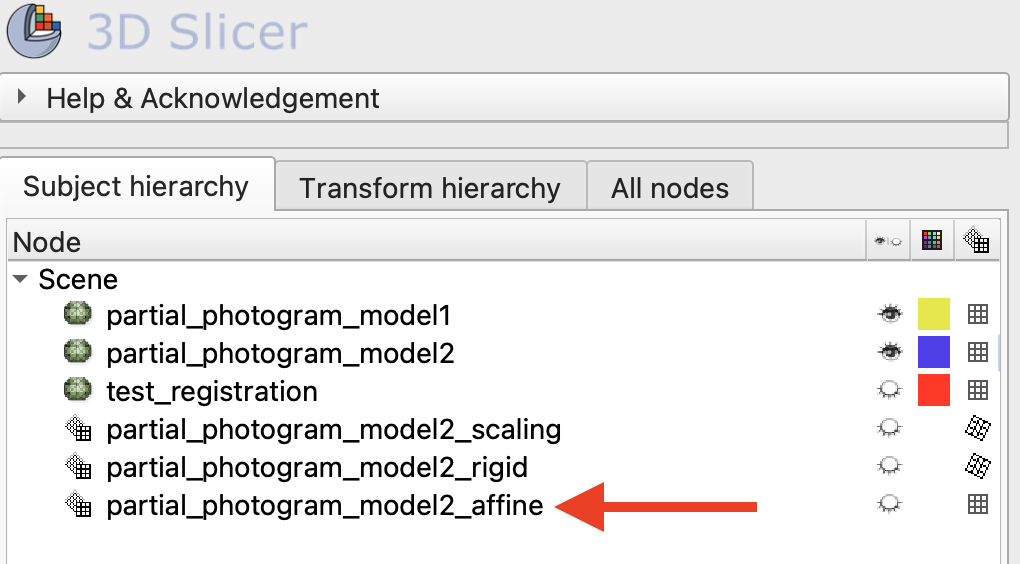 3D Slicer
Help & Acknowledgement
Subject hierarchy Transform hierarchy All nodes
Node
Scene
partial_photogram_model1
partial_photogram_model2
test_registration
partial_photogram_model2_scaling
partial_photogram_model2_rigid
partial_photogram_model2_affine